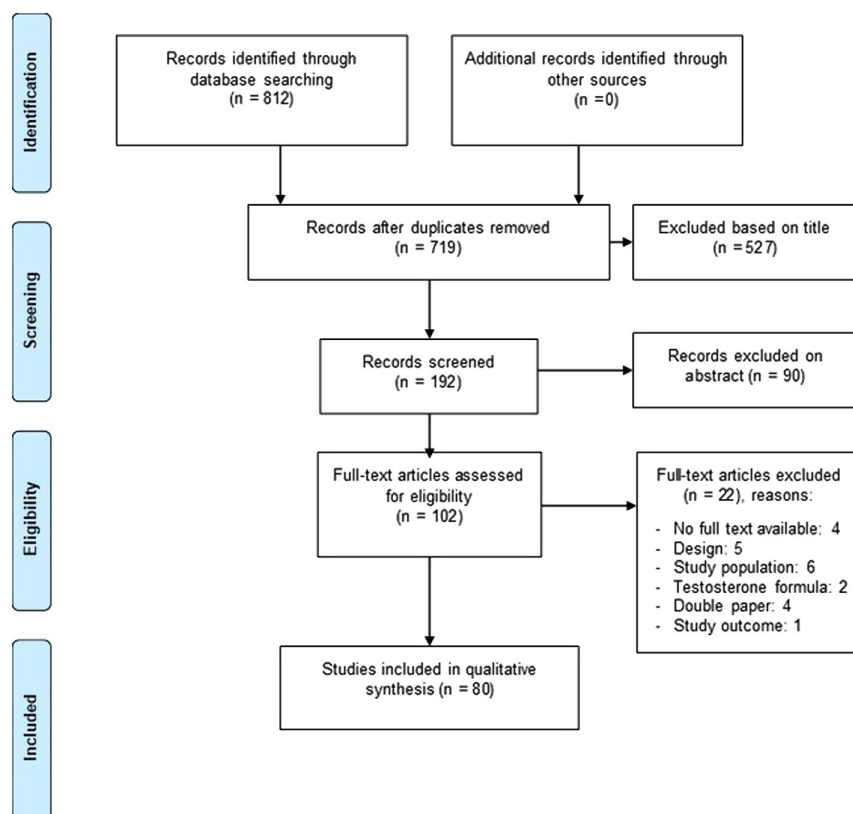 Identification
Records identified through
database searching
(n = 812)
Additional records identified through
other sources
(n =0)
Screening
Records after duplicates removed
(n = 719)
Excluded based on title
(n =527)
Records screened
(n = 192)
Records excluded on
abstract (n = 90)
Eligibility
Full-text articles assessed
for eligibility
(n = 102)
Full-text articles excluded
(n = 22), reasons:
- No full text available: 4
- Design: 5
- Study population: 6
- Testosterone formula: 2
- Double paper: 4
- Study outcome: 1
Included
Studies included in qualitative
synthesis (n = 80)